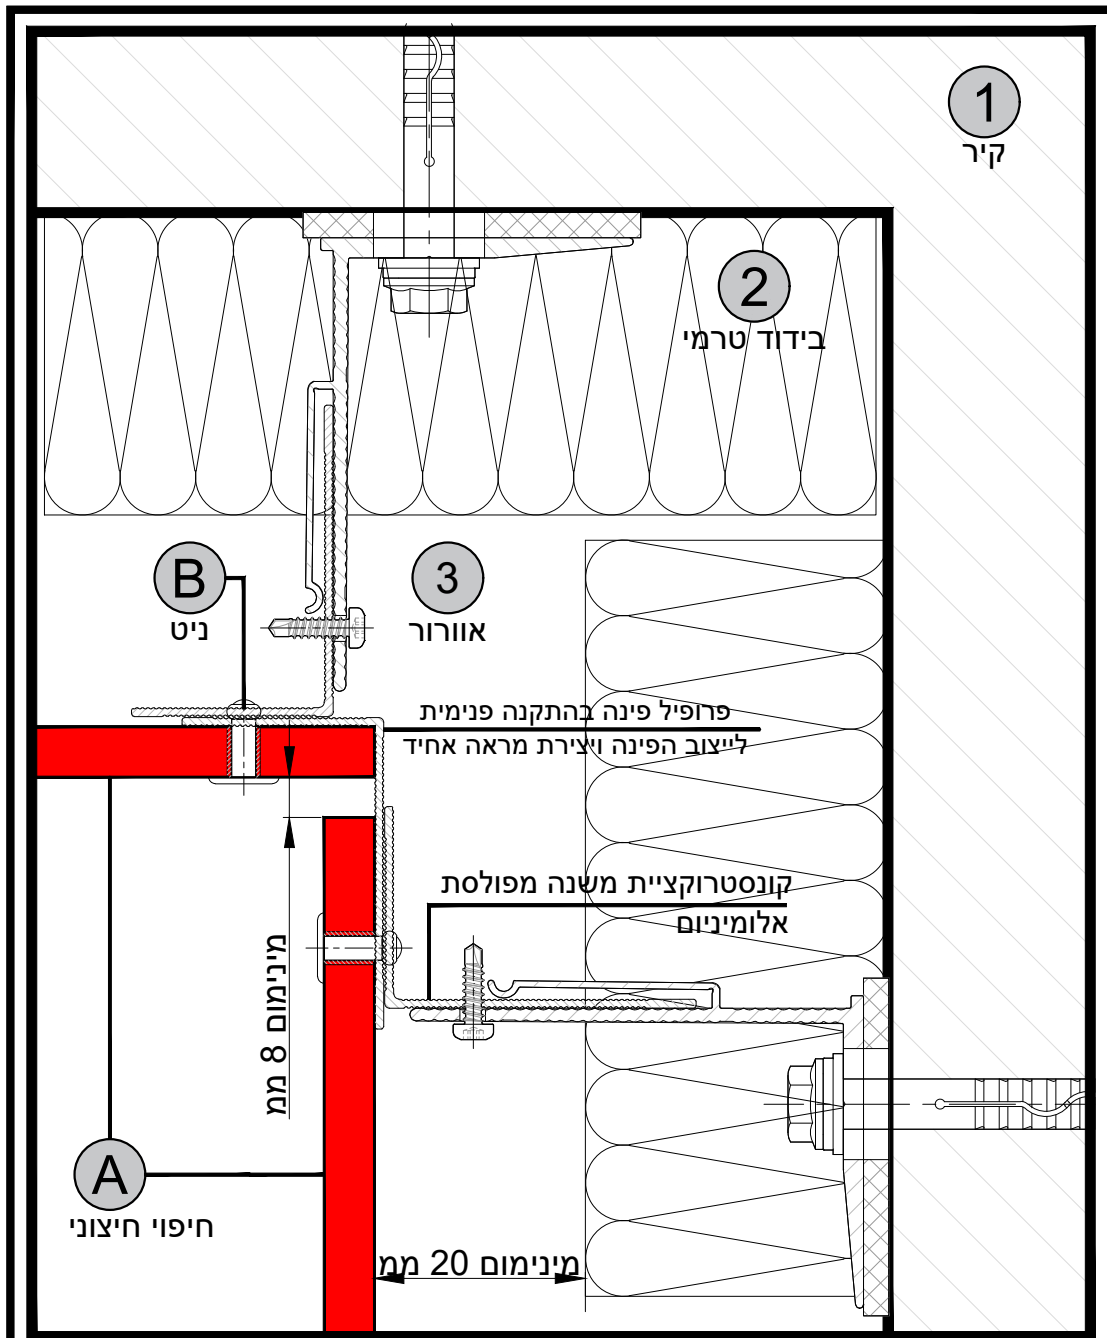 1
קיר
2
בידוד טרמי
B
ניט
3
אוורור
פרופיל פינה בהתקנה פנימית
לייצוב הפינה ויצירת מראה אחיד
קונסטרוקציית משנה מפולסת
אלומיניום
מינימום 8 ממ
A
חיפוי חיצוני
מינימום 20 ממ